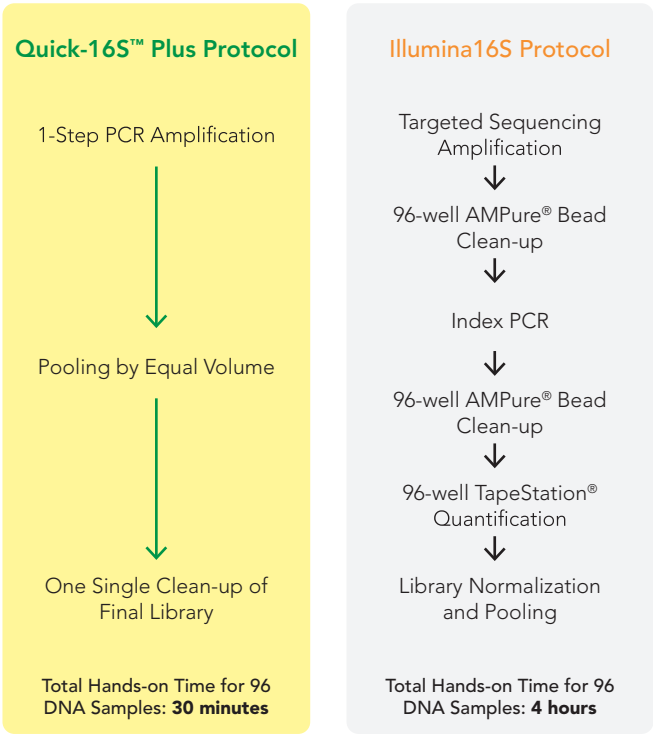 Quick-16S™ Plus Protocol
1-Step PCR Amplification
Pooling by Equal Volume
One Single Clean-up of
Final Library
Total Hands-on Time for 96
DNA Samples: 30 minutes
Illumina16S Protocol
Targeted Sequencing
Amplification
96-well AMPure® Bead
Clean-up
Index PCR
96-well AMPure® Bead
Clean-up
96-well TapeStation®
Quantification
Library Normalization
and Pooling
Total Hands-on Time for 96
DNA Samples: 4 hours